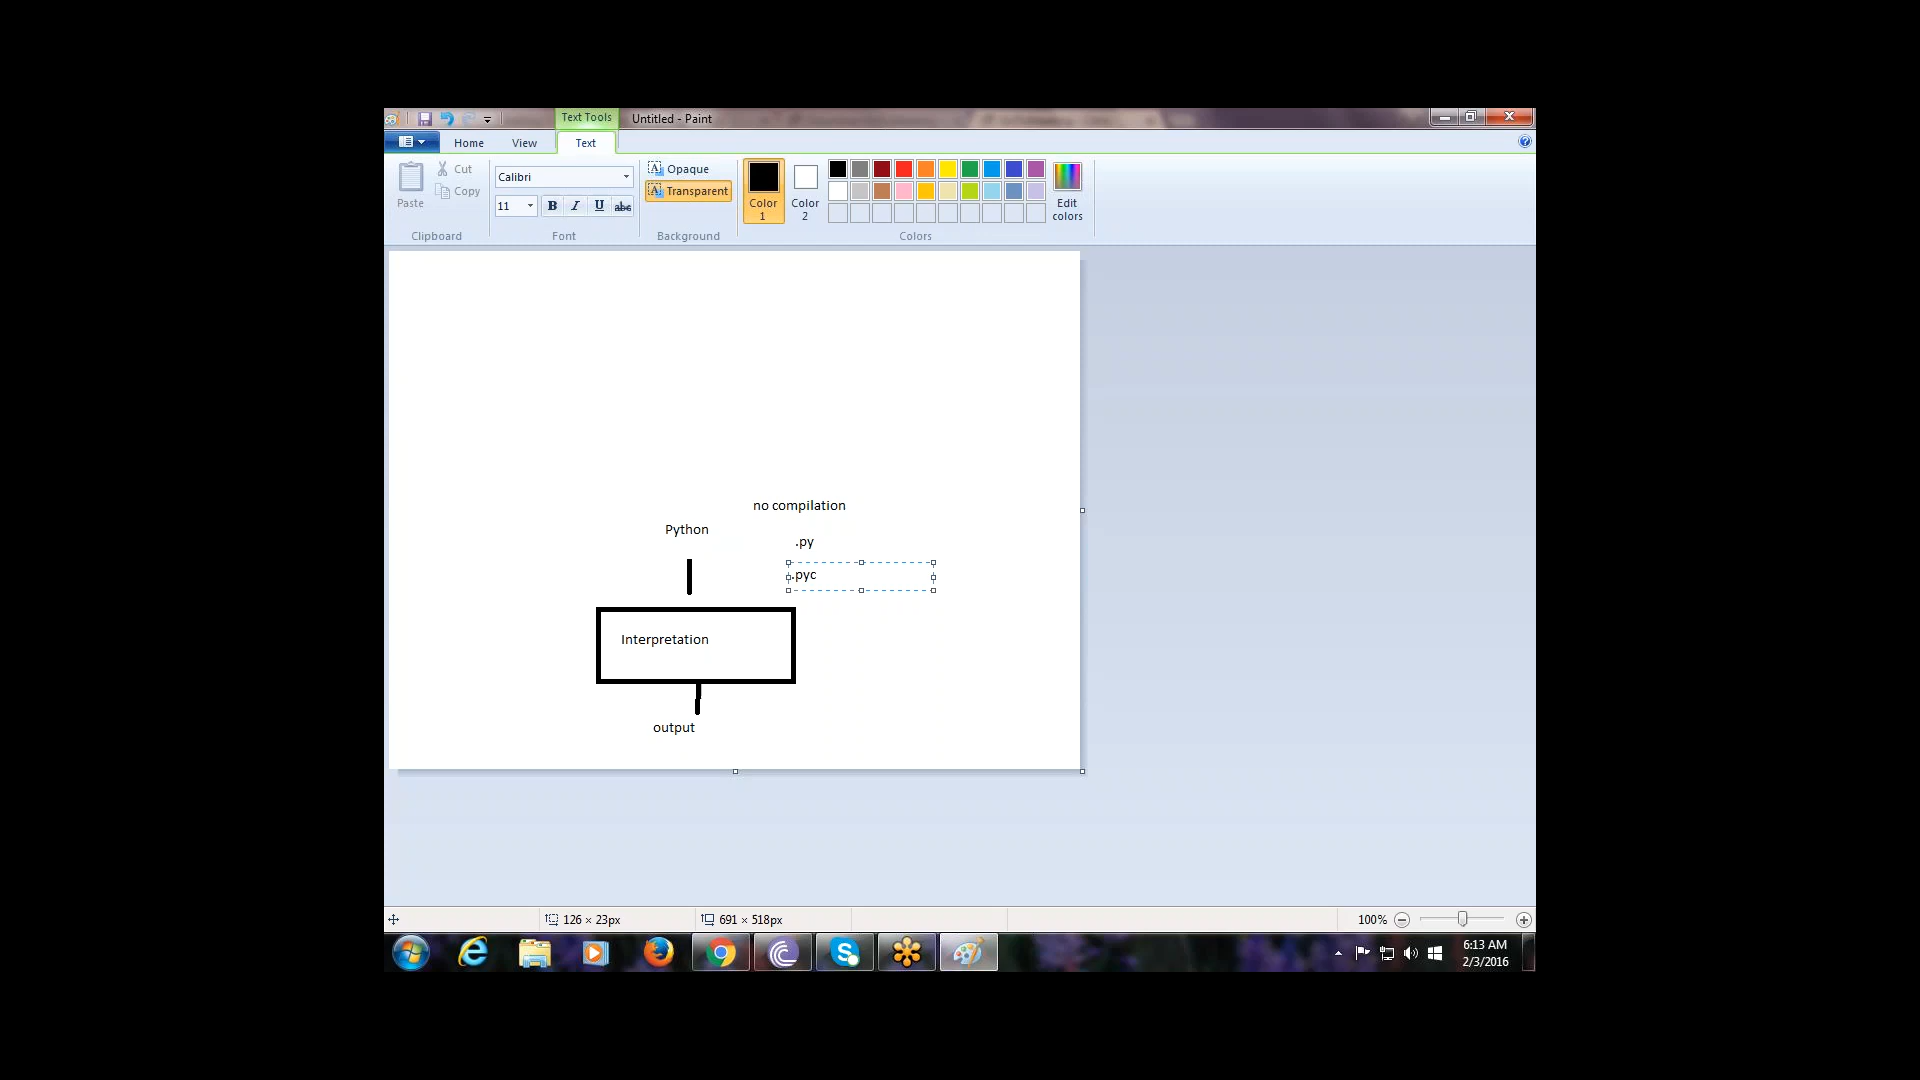 Text Tools
Untitled - Paint
Home
View
Text
Paste
Cut
Copy
Clipboard
Calibri
11
B
I
U
abc
Font
Opaque
Transparent
Background
Color
1
Color
2
Edit
colors
Colors
no compilation
Python
.py
.pyc
Interpretation
output
126 × 23px
691 × 518px
100%
6:13 AM
2/3/2016